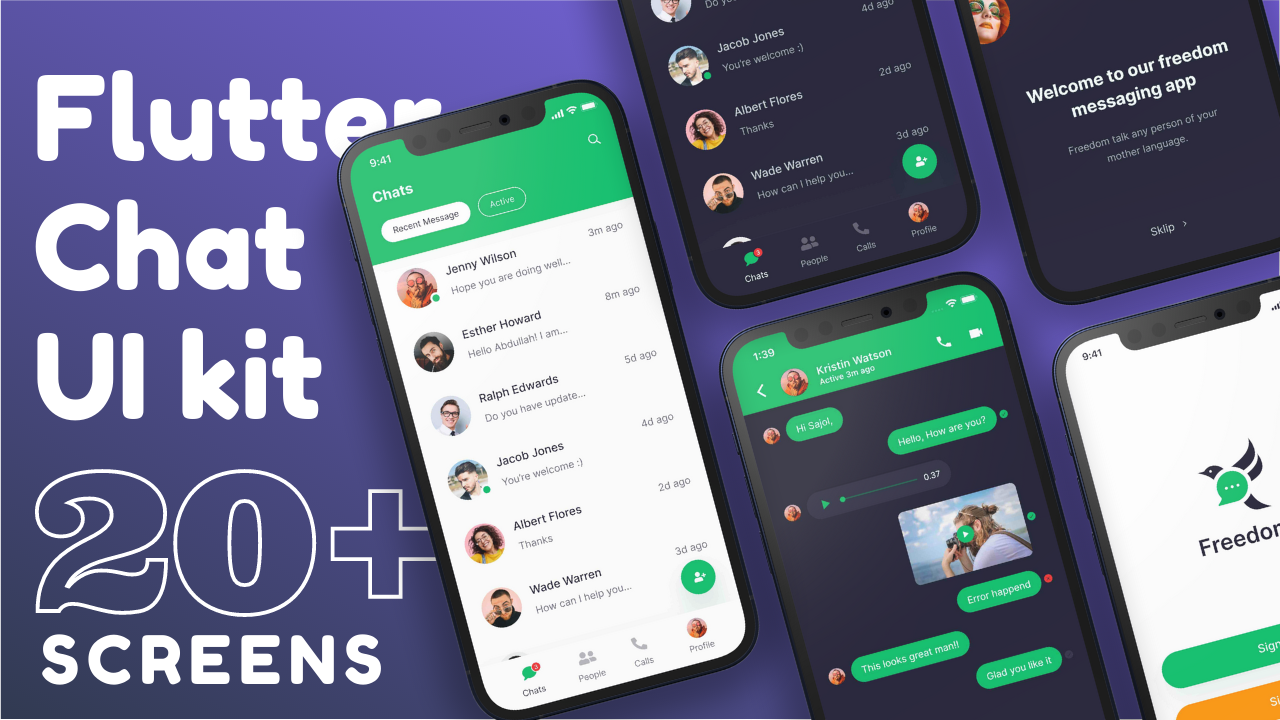 Flutter
Chat
UI kit
20+
SCREENS
9:41
Chats
Recent Message
Active
Jenny Wilson
3m ago
Hope you are doing well...
Esther Howard
8m ago
Hello Abdullah! I am...
Ralph Edwards
5d ago
Do you have update...
Jacob Jones
4d ago
You're welcome :)
Albert Flores
2d ago
Thanks
Wade Warren
3d ago
How can I help you...
3
Chats
People
Calls
Profile
4d ago
Jacob Jones
You're welcome :)
2d ago
Albert Flores
Thanks
3d ago
Wade Warren
How can I help you...
3
Chats
People
Calls
Profile
Welcome to our freedom
messaging app
Freedom talk any person of your
mother language.
Sklip
1:39
Kristin Watson
Active 3m ago
Hi Sajol,
Hello, How are you?
0.37
Error happend
This looks great man!!
Glad you like it
9:41
Freedom
Sign